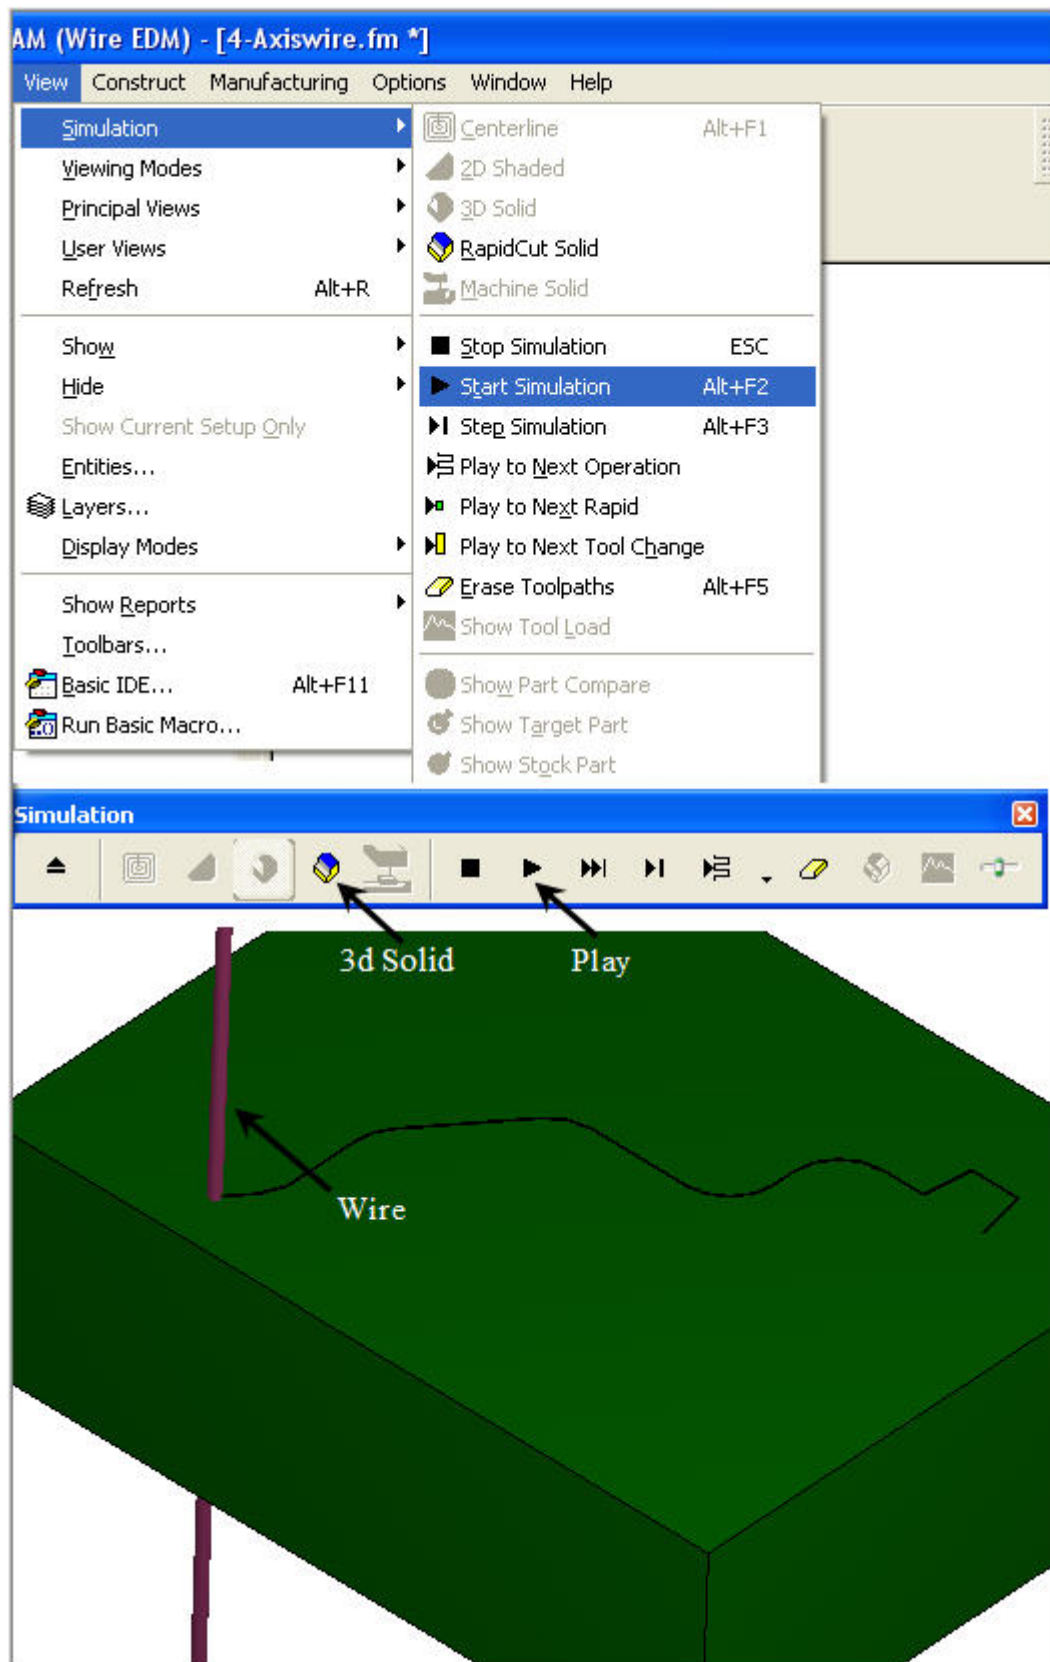 AM (Wire EDM) - [4-Axiswire.fm *]
View Construct Manufacturing Options Window Help
Simulation
Viewing Modes
Principal Views
User Views
Refresh Alt+R
Show
Hide
Show Current Setup Only
Entities...
Layers...
Display Modes
Show Reports
Toolbars...
Basic IDE... Alt+F11
Run Basic Macro...
Centerline Alt+F1
2D Shaded
3D Solid
RapidCut Solid
Machine Solid
Stop Simulation ESC
Start Simulation Alt+F2
Step Simulation Alt+F3
Play to Next Operation
Play to Next Rapid
Play to Next Tool Change
Erase Toolpaths Alt+F5
Show Tool Load
Show Part Compare
Show Target Part
Show Stock Part
Simulation
3d Solid
Play
Wire